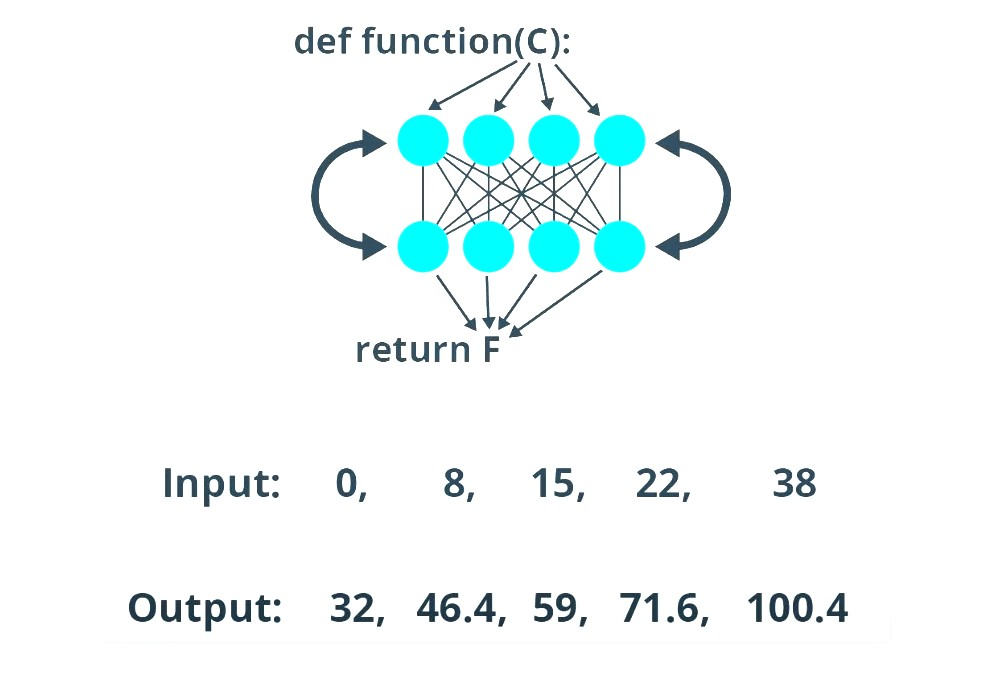 def function(C):
return F
Input: 0, 8, 15, 22, 38
Output: 32, 46.4, 59, 71.6, 100.4